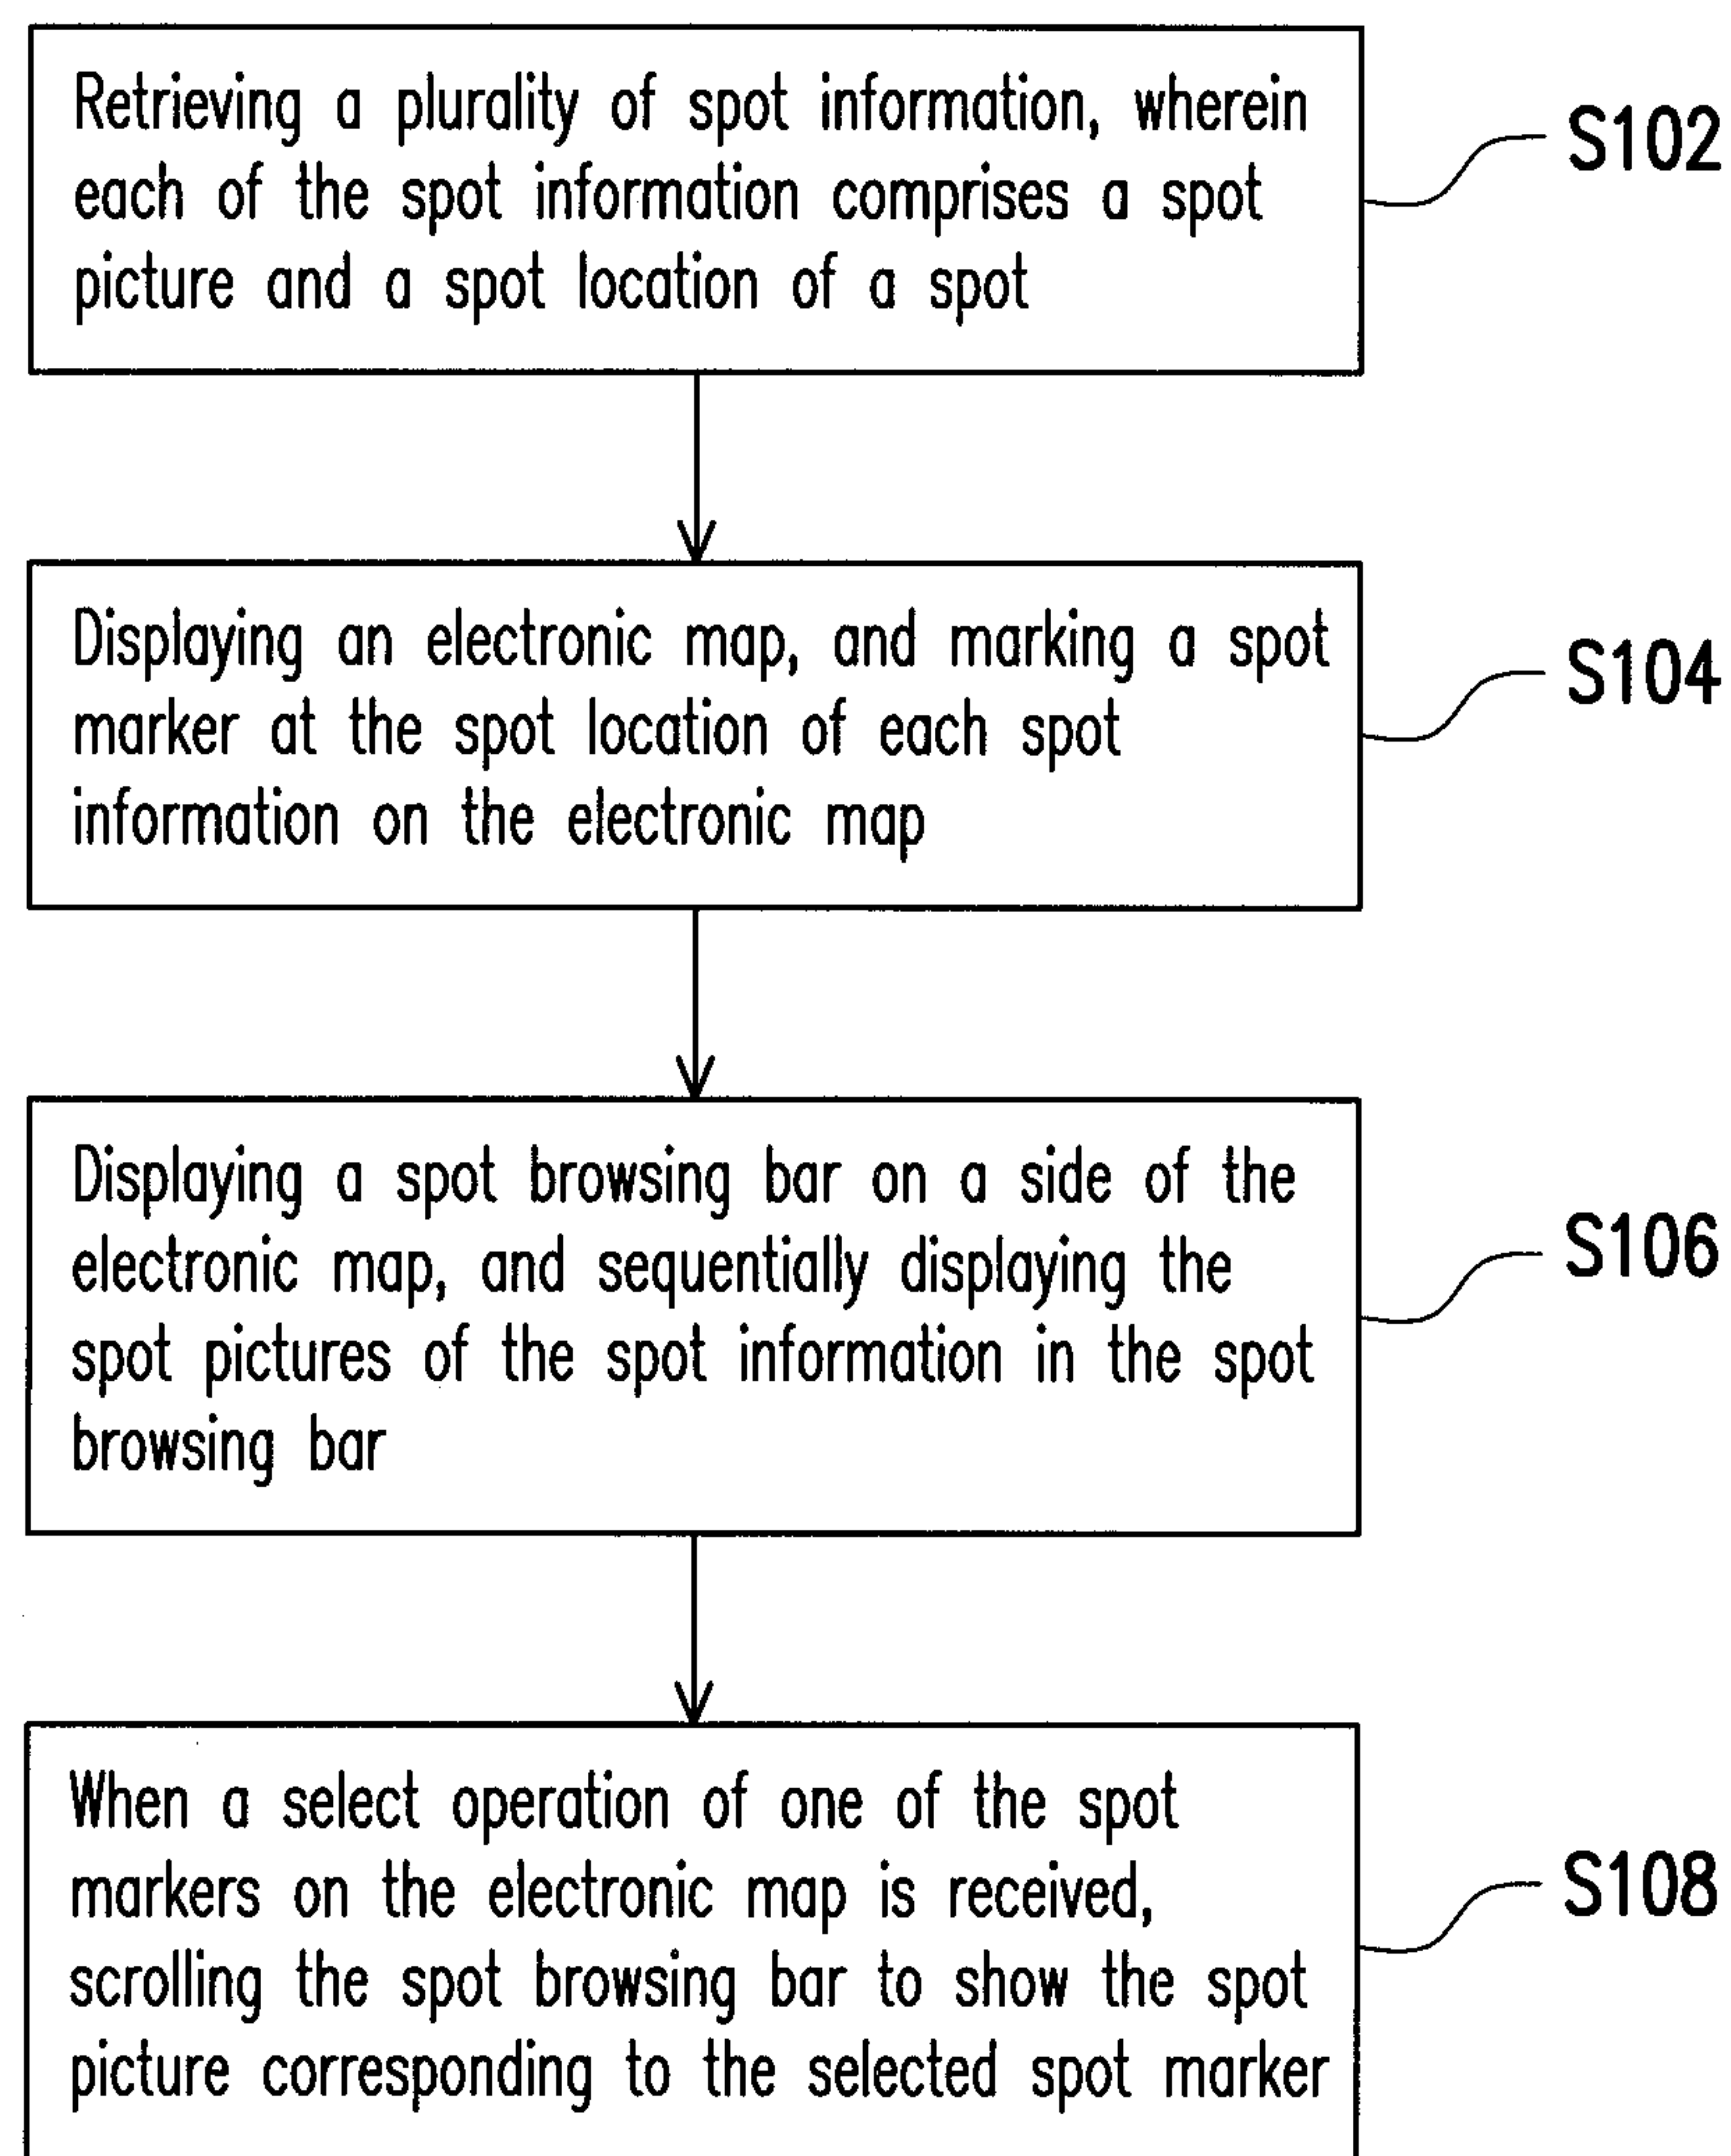 Retrieving a plurality of spot information, wherein
each of the spot information comprises a spot
picture and a spot location of a spot
S102
Displaying an electronic map, and marking a spot
marker at the spot location of each spot
information on the electronic map
S104
Displaying a spot browsing bar on a side of the
electronic map, and sequentially displaying the
spot pictures of the spot information in the spot
browsing bar
S106
When a select operation of one of the spot
markers on the electronic map is received,
scrolling the spot browsing bar to show the spot
picture corresponding to the selected spot marker
S108